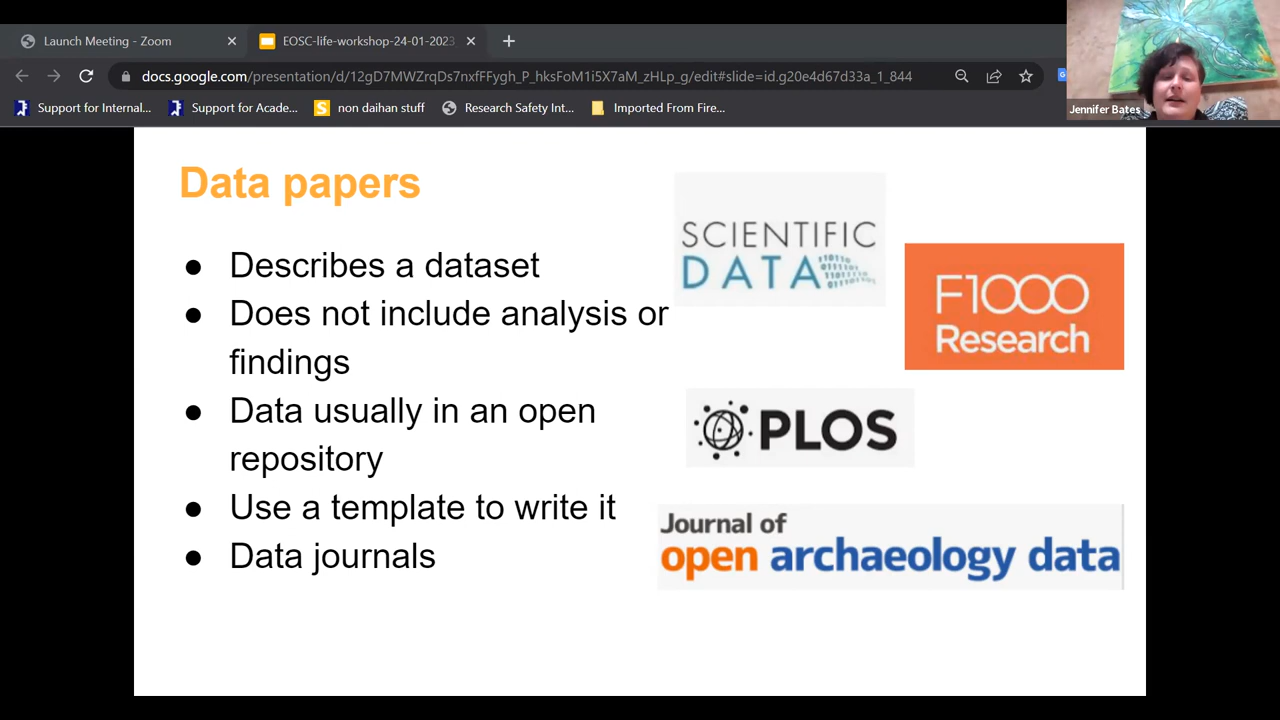 Launch Meeting - Zoom
EOSC-life-workshop-24-01-2023
docs.google.com/presentation/d/12gD7MWZrqDs7nxfFFygh_P_hksFoM1i5X7aM_zHLp_g/edit#slide=id.g20e4d67d33a_1_844
Support for Internal...
Support for Acade...
S
non daihan stuff
Research Safety Int...
Imported From Fire...
Jennifer Bates
Data papers
● Describes a dataset
● Does not include analysis or
findings
● Data usually in an open
repository
● Use a template to write it
● Data journals
SCIENTIFIC
DATA
F1000
Research
PLOS
Journal of
open archaeology data